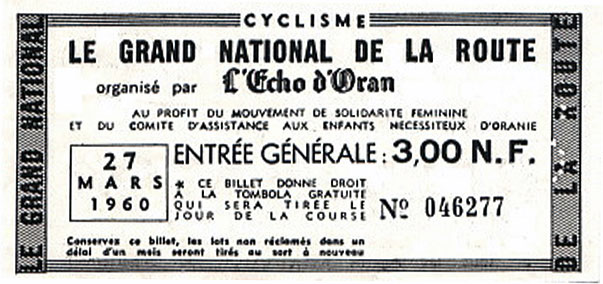 CYCLISME
LE GRAND NATIONAL DE LA ROUTE
organisé par L'Echo d'Oran
AU PROFIT DU MOUVEMENT DE SOLIDARITE FEMININE
ET DU COMITE D'ASSISTANCE AUX ENFANTS NECESSITEUX D'ORANIE
27
MARS
1960
ENTRÉE GÉNÉRALE : 3,00 N.F.
* CE BILLET DONNE DROIT
A LA TOMBOLA GRATUITE
QUI SERA TIRÉE LE
JOUR DE LA COURSE
No 046277
Conservez ce billet, les lots non réclamés dans un
délai d'un mois seront tirés au sort à nouveau
LE GRAND NATIONAL
DE LA ROUTE